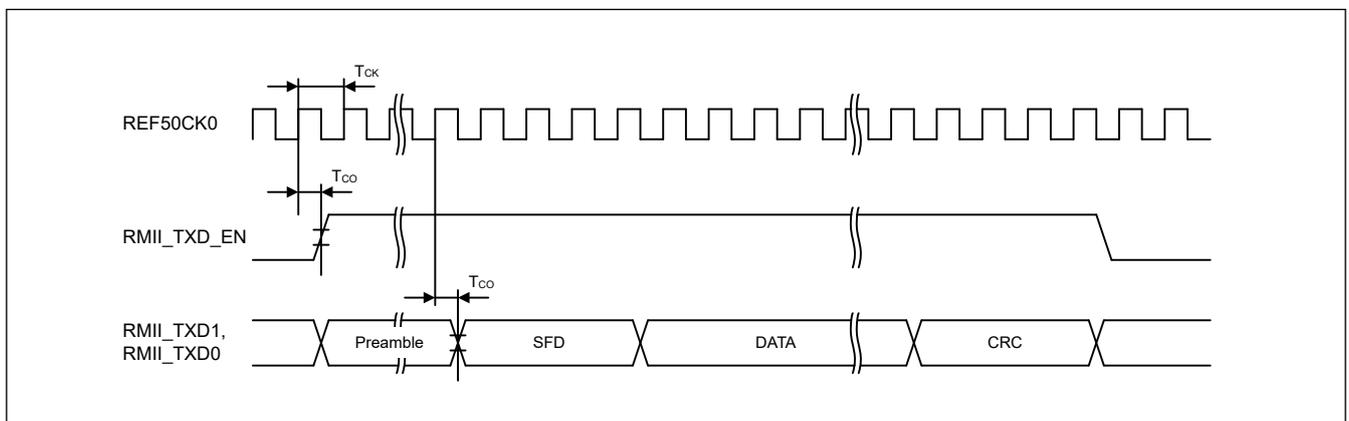 TCK
REF50CK0
TCO
RMII_TXD_EN
TCO
RMII_TXD1,
RMII_TXD0
Preamble
SFD
DATA
CRC